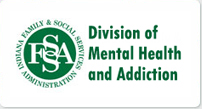 INDIANA FAMILY & SOCIAL SERVICES
ADMINISTRATION
FSSA
Division of
Mental Health
and Addiction